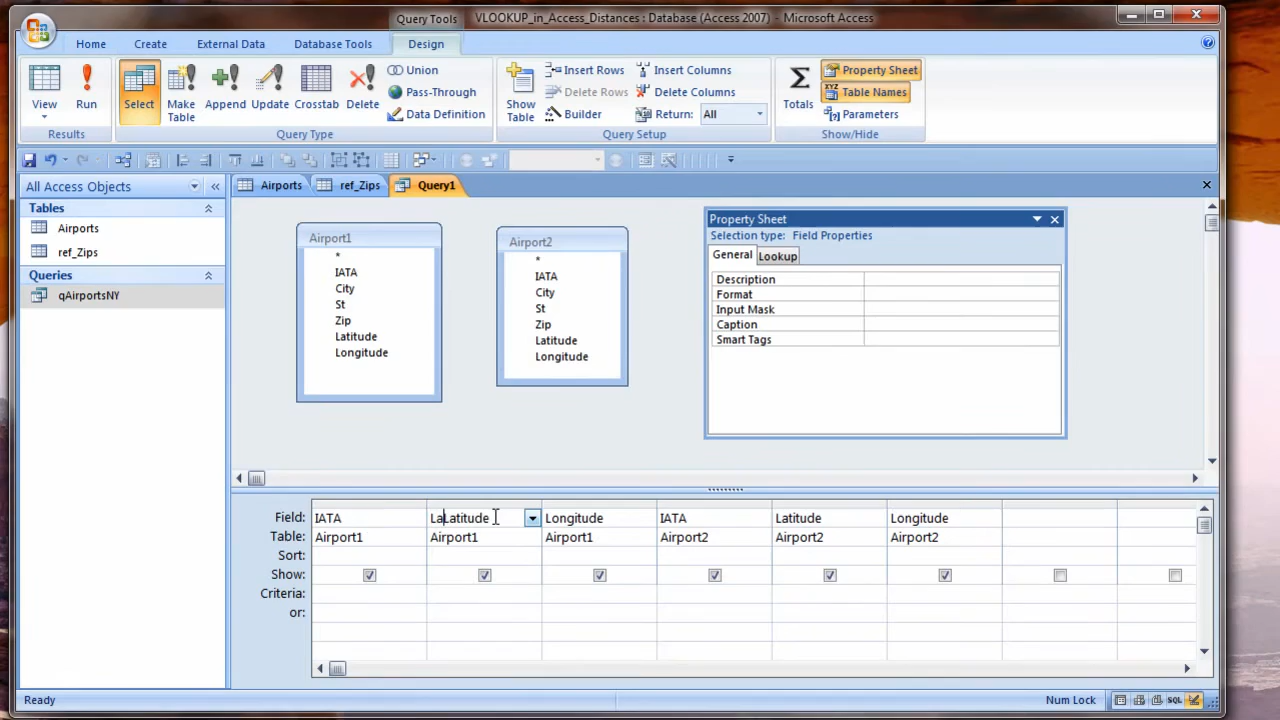 Query Tools
VLOOKUP_in_Access_Distances : Database (Access 2007) - Microsoft Access
Home
Create
External Data
Database Tools
Design
View
Run
Results
Select
Make Table
Append
Update
Crosstab
Delete
Union
Pass-Through
Data Definition
Query Type
Show Table
Insert Rows
Delete Rows
Builder
Insert Columns
Delete Columns
Return: All
Query Setup
Totals
Property Sheet
Table Names
Parameters
Show/Hide
All Access Objects
Tables
Airports
ref_Zips
Queries
qAirportsNY
Airports
ref_Zips
Query1
Airport1
*
IATA
City
St
Zip
Latitude
Longitude
Airport2
*
IATA
City
St
Zip
Latitude
Longitude
Property Sheet
Selection type: Field Properties
General
Lookup
Description
Format
Input Mask
Caption
Smart Tags
Field: IATA LaLatitude Longitude IATA Latitude Longitude
Table: Airport1 Airport1 Airport1 Airport2 Airport2 Airport2
Sort:
Show:
Criteria:
or:
Ready
Num Lock
SQL